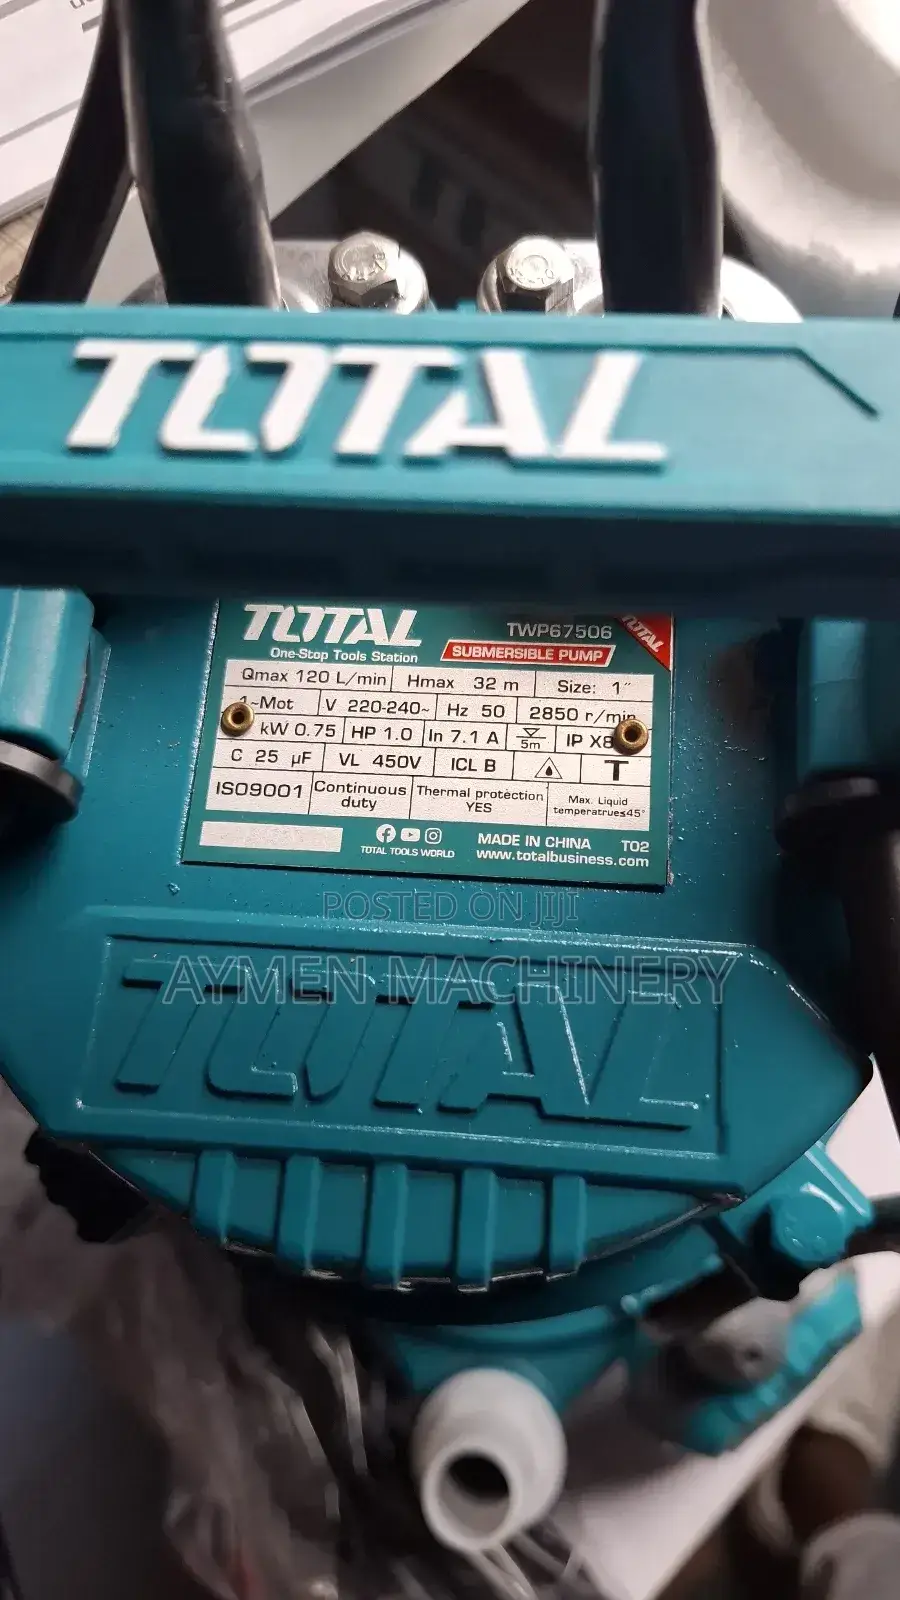 TOTAL
TOTAL
TWP67506
TOTAL
One-Stop Tools Station
SUBMERSIBLE PUMP
Qmax 120 L/min Hmax 32 m Size: 1″
1~Mot V 220-240~ Hz 50 2850 r/min
kW 0.75 HP 1.0 In 7.1 A 5m IP X8
C 25 µF VL 450V ICL B T
ISO9001 Continuous duty Thermal protection YES Max. Liquid temperatrue≤45°
TOTAL TOOLS WORLD
MADE IN CHINA T02
www.totalbusiness.com
POSTED ON JIJI
AYMEN MACHINERY
TOTAL